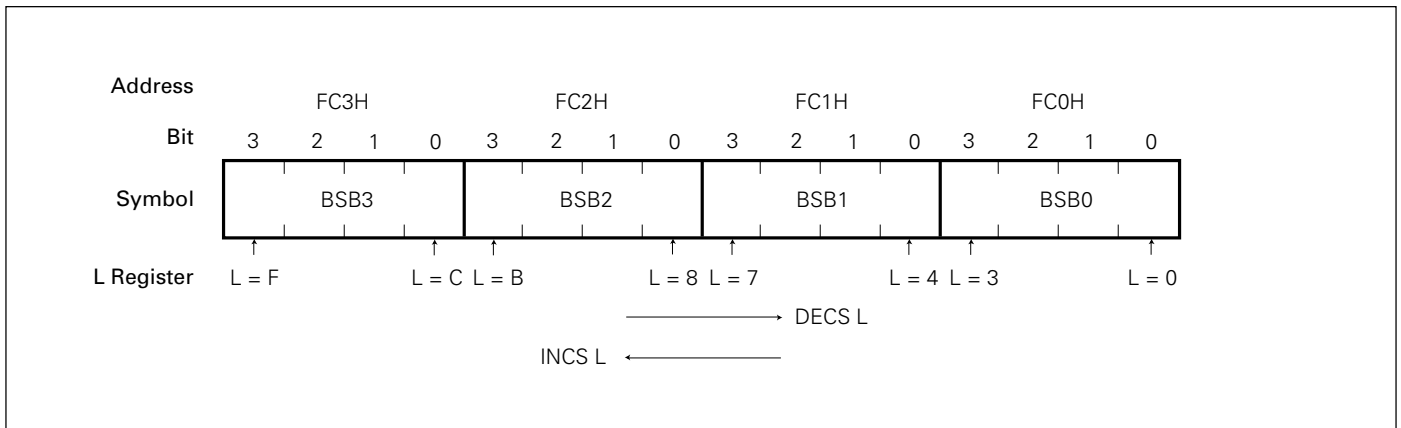 Address
FC3H FC2H FC1H FC0H
Bit 3 2 1 0 3 2 1 0 3 2 1 0 3 2 1 0
Symbol BSB3 BSB2 BSB1 BSB0
L Register L = F L = C L = B L = 8 L = 7 L = 4 L = 3 L = 0
DECS L
INCS L